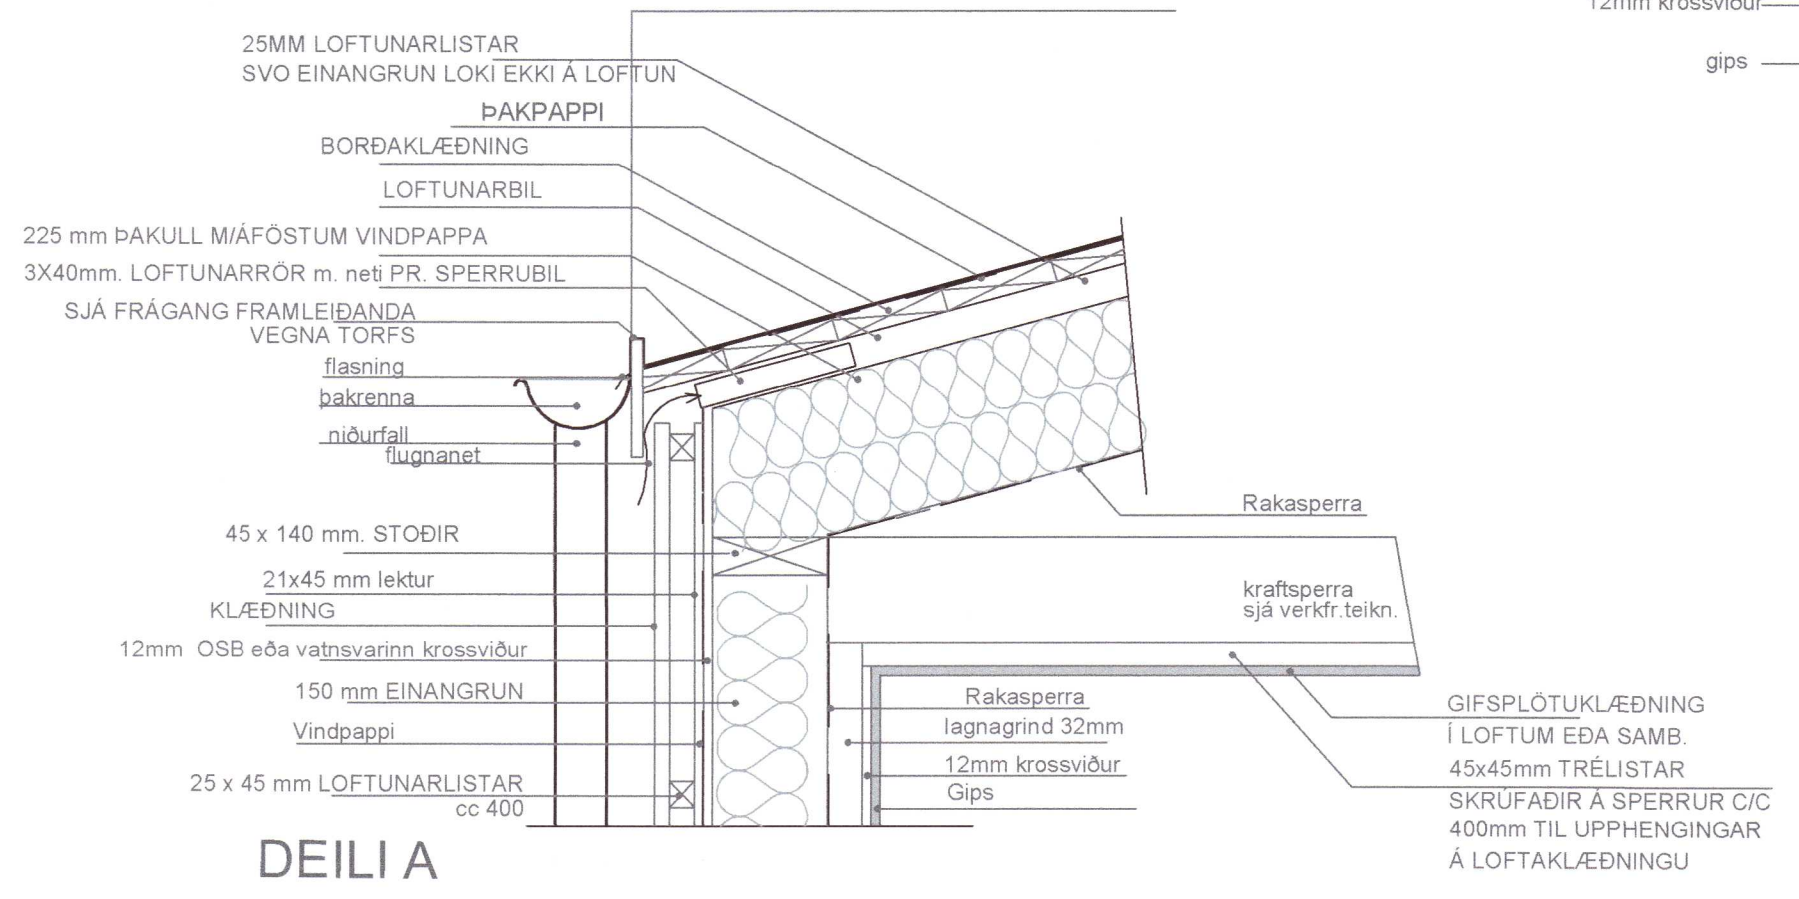 12mm krossviður
gips
25MM LOFTUNARLISTAR
SVO EINANGRUN LOKI EKKI Á LOFTUN
ÞAKPAPPI
BORÐAKLÆÐNING
LOFTUNARBIL
225 mm ÞAKULL M/ÁFÖSTUM VINDPAPPA
3X40mm. LOFTUNARRÖR m. neti PR. SPERRUBIL
SJÁ FRÁGANG FRAMLEIÐANDA
VEGNA TORFS
flasning
þakrenna
niðurfall
flugnanet
45 x 140 mm. STOÐIR
21x45 mm lektur
KLÆÐNING
12mm OSB eða vatnsvarinn krossviður
150 mm EINANGRUN
Vindpappi
25 x 45 mm LOFTUNARLISTAR
cc 400
DEILI A
Rakasperra
kraftsperra
sjá verkfr.teikn.
Rakasperra
lagnagrind 32mm
12mm krossviður
Gips
GIFSPLÖTUKLÆÐNING
Í LOFTUM EÐA SAMB.
45x45mm TRÉLISTAR
SKRÚFAÐIR Á SPERRUR C/C
400mm TIL UPPHENGINGAR
Á LOFTAKLÆÐNINGU